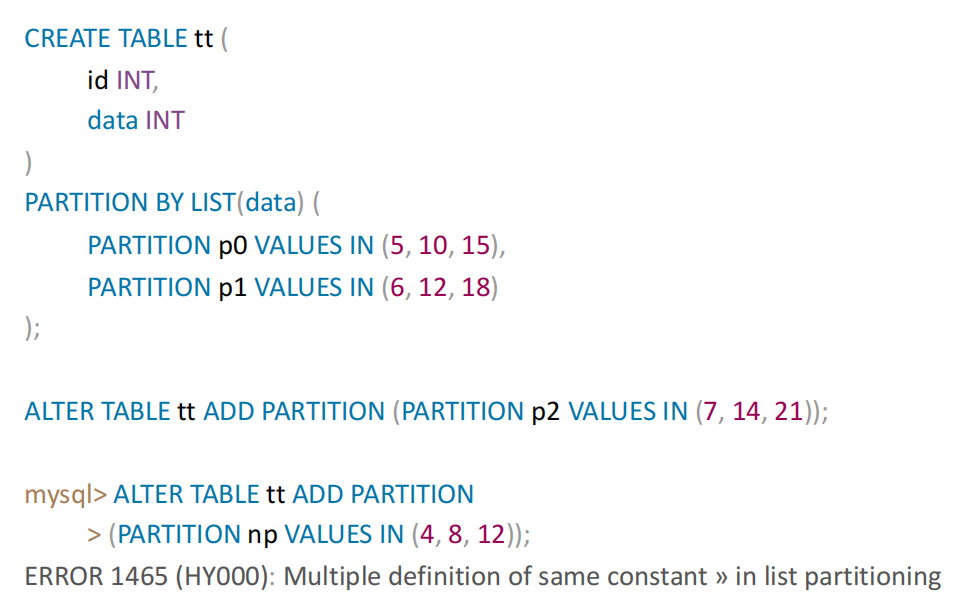 CREATE TABLE tt (
id INT,
data INT
)
PARTITION BY LIST(data) (
PARTITION p0 VALUES IN (5, 10, 15),
PARTITION p1 VALUES IN (6, 12, 18)
);
ALTER TABLE tt ADD PARTITION (PARTITION p2 VALUES IN (7, 14, 21));
mysql> ALTER TABLE tt ADD PARTITION
> (PARTITION np VALUES IN (4, 8, 12));
ERROR 1465 (HY000): Multiple definition of same constant » in list partitioning